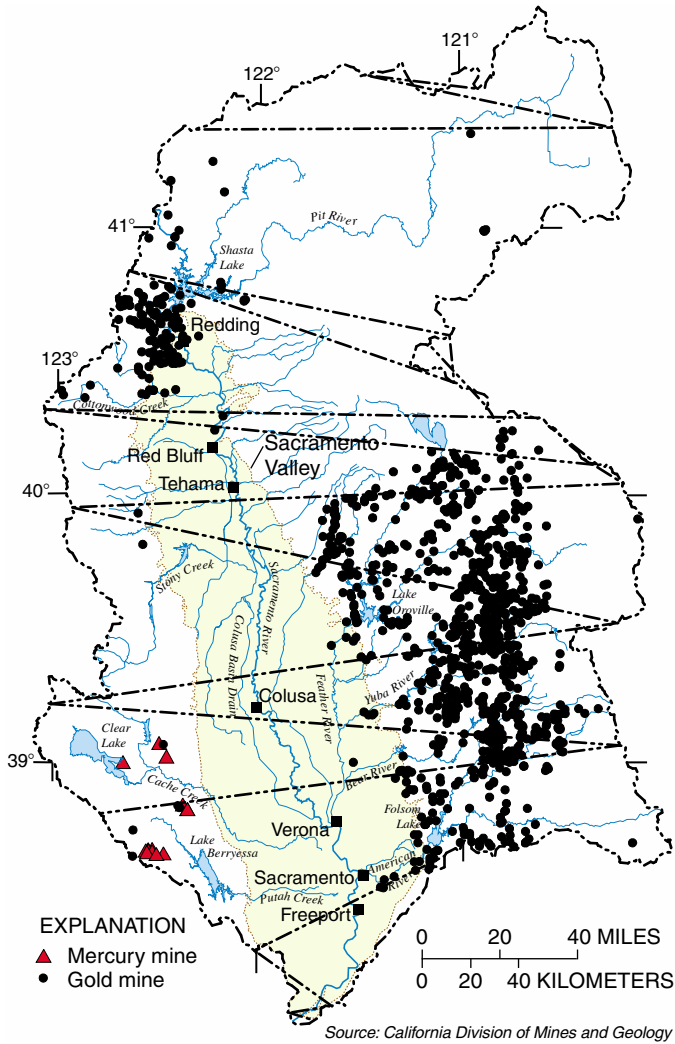 121°
122°
Pit River
41°
Shasta
Lake
Redding
123°
Cottonwood Creek
Red Bluff
Sacramento
Valley
Tehama
40°
Stony Creek
Sacramento River
Lake
Oroville
Colusa Basin Drain
Feather River
Yuba River
Colusa
Clear
Lake
39°
Bear River
Cache Creek
Folsom
Lake
Verona
Lake
Berryessa
American
River
Sacramento
Putah Creek
Freeport
EXPLANATION
Mercury mine
Gold mine
0 20 40 MILES
0 20 40 KILOMETERS
Source: California Division of Mines and Geology